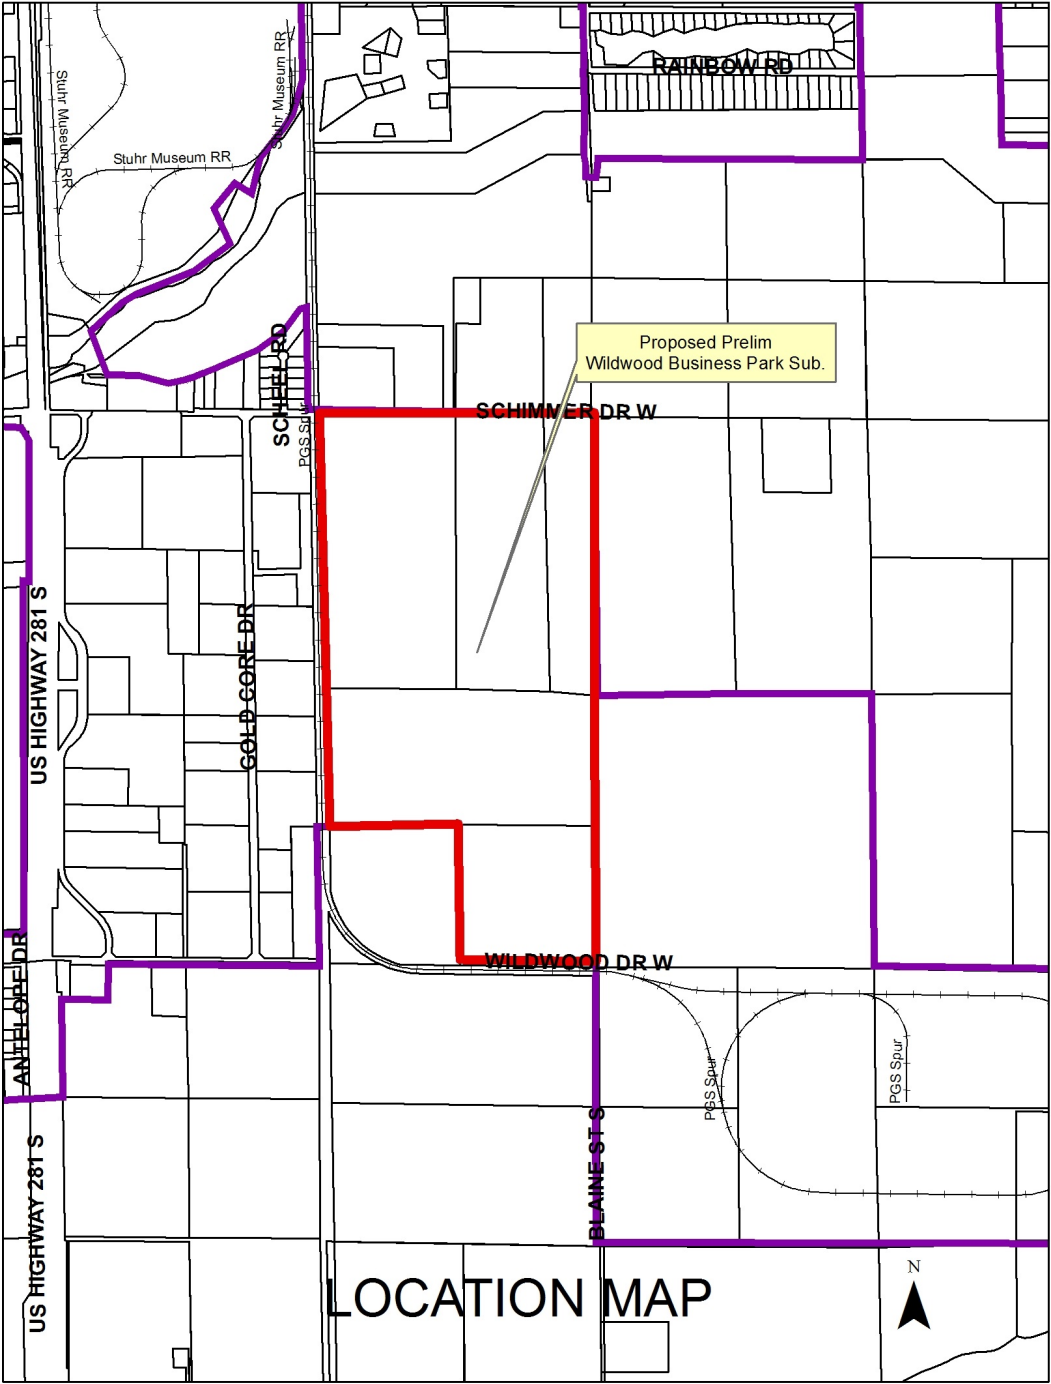 RAINBOW RD
Stuhr Museum RR
Stuhr Museum RR
Stuhr Museum RR
Proposed Prelim
Wildwood Business Park Sub.
SCHEEL RD
SCHIMMER DR W
PGS Spur
US HIGHWAY 281 S
GOLD CORE DR
ANTELOPE DR
WILDWOOD DR W
PGS Spur
PGS Spur
BLAINE ST S
US HIGHWAY 281 S
N
LOCATION MAP